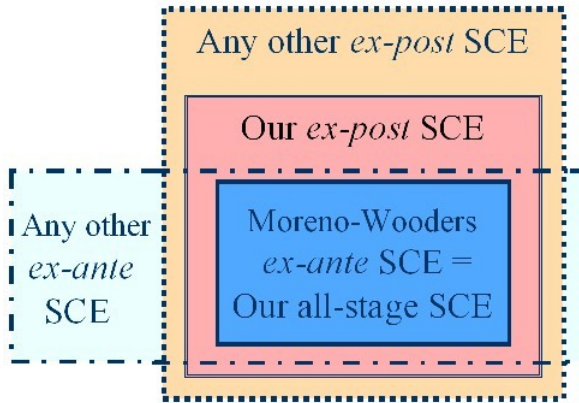 Any other ex-post SCE
Our ex-post SCE
Any other
ex-ante
SCE
Moreno-Wooders
ex-ante SCE =
Our all-stage SCE